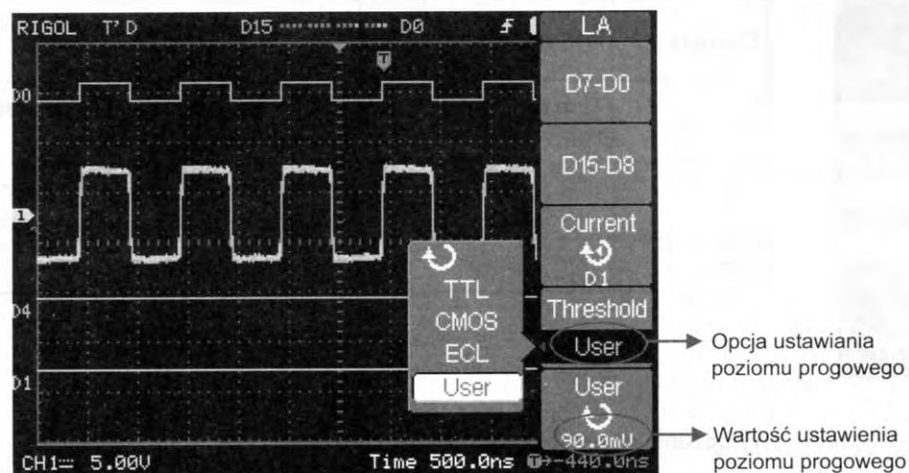 RIGOL T'D D15 D0 LA
D7-D0
D0
D15-D8
1
Current
D1
TTL
D4
Threshold
CMOS
ECL
User
Opcja ustawiania
poziomu progowego
User
D1
User
90.0mV
Wartość ustawienia
poziomu progowego
CH1 5.00V Time 500.0ns T→-440.0ns
T